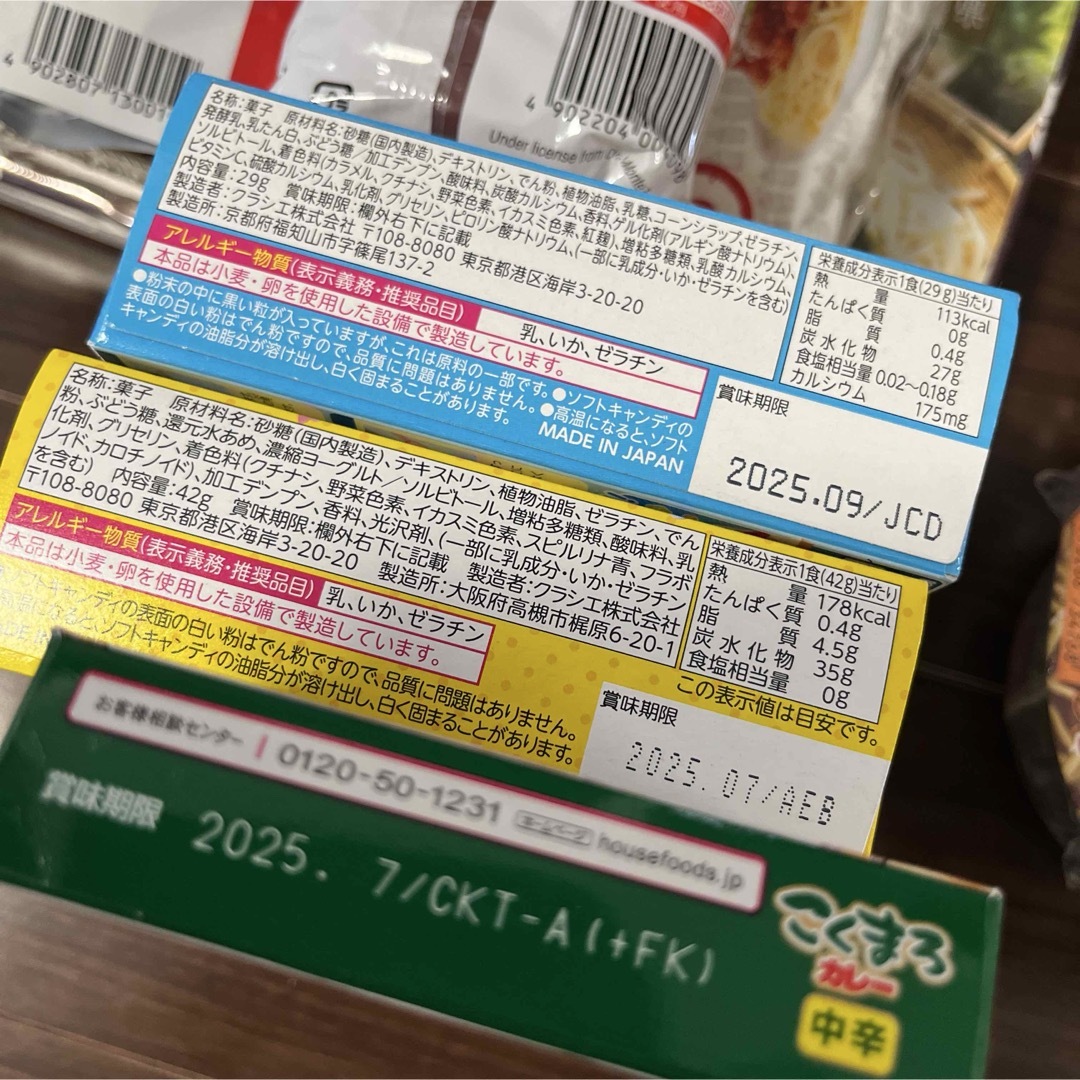 4 902807 13001
4 902204 00
Under license from
名称:菓子 原材料名:砂糖(国内製造)、デキストリン、でん粉、植物油脂、乳糖、コーンシラップ、ゼラチン、
発酵乳、乳たん白、ぶどう糖/加工デンプン、酸味料、炭酸カルシウム、香料、ゲル化剤(アルギン酸ナトリウム)、
ソルビトール、着色料(カラメル、クチナシ、野菜色素、イカスミ色素、紅麹)、増粘多糖類、乳酸カルシウム、
ビタミンC、硫酸カルシウム、乳化剤、グリセリン、ピロリン酸ナトリウム、(一部に乳成分・いか・ゼラチンを含む)
内容量:29g 賞味期限:欄外右下に記載
製造者:クラシエ株式会社 〒108-8080 東京都港区海岸3-20-20
製造所:京都府福知山市字篠尾137-2
アレルギー物質(表示義務・推奨品目) 乳、いか、ゼラチン
本品は小麦・卵を使用した設備で製造しています。
●粉末の中に黒い粒が入っていますが、これは原料の一部です。●ソフトキャンディの
表面の白い粉はでん粉ですので、品質に問題はありません。●高温になると、ソフト
キャンディの油脂分が溶け出し、白く固まることがあります。
MADE IN JAPAN
栄養成分表示1食(29g)当たり
熱量 113kcal
たんぱく質 0g
脂質 0.4g
炭水化物 27g
食塩相当量 0.02~0.18g
カルシウム 175mg
賞味期限
2025.09/JCD
名称:菓子 原材料名:砂糖(国内製造)、デキストリン、植物油脂、ゼラチン、でん
粉、ぶどう糖、還元水あめ、濃縮ヨーグルト/ソルビトール、増粘多糖類、酸味料、乳
化剤、グリセリン、着色料(クチナシ、野菜色素、イカスミ色素、スピルリナ青、フラボ
ノイド、カロチノイド)、加工デンプン、香料、光沢剤、(一部に乳成分・いか・ゼラチン
を含む) 内容量:42g 賞味期限:欄外右下に記載 製造者:クラシエ株式会社
〒108-8080 東京都港区海岸3-20-20 製造所:大阪府高槻市梶原6-20-1
アレルギー物質(表示義務・推奨品目) 乳、いか、ゼラチン
本品は小麦・卵を使用した設備で製造しています。
ソフトキャンディの表面の白い粉はでん粉ですので、品質に問題はありません。
高温になると、ソフトキャンディの油脂分が溶け出し、白く固まることがあります。
栄養成分表示1食(42g)当たり
熱量 178kcal
たんぱく質 0.4g
脂質 4.5g
炭水化物 35g
食塩相当量 0g
この表示値は目安です。
賞味期限
2025.07/AEB
お客様相談センター 0120-50-1231 ホームページ housefoods.jp
賞味期限 2025. 7/CKT-A(+FK)
こくまろ
カレー
中辛